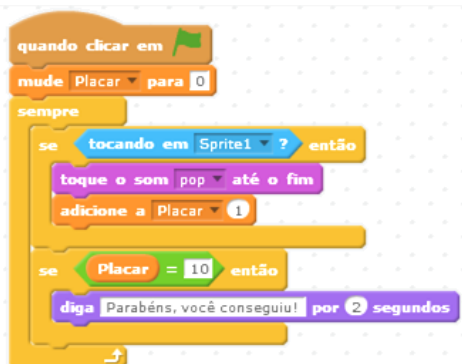 quando clicar em
mude Placar para 0
sempre
se tocando em Sprite1 ? então
toque o som pop até o fim
adicione a Placar 1
se Placar = 10 então
diga Parabéns, você conseguiu! por 2 segundos